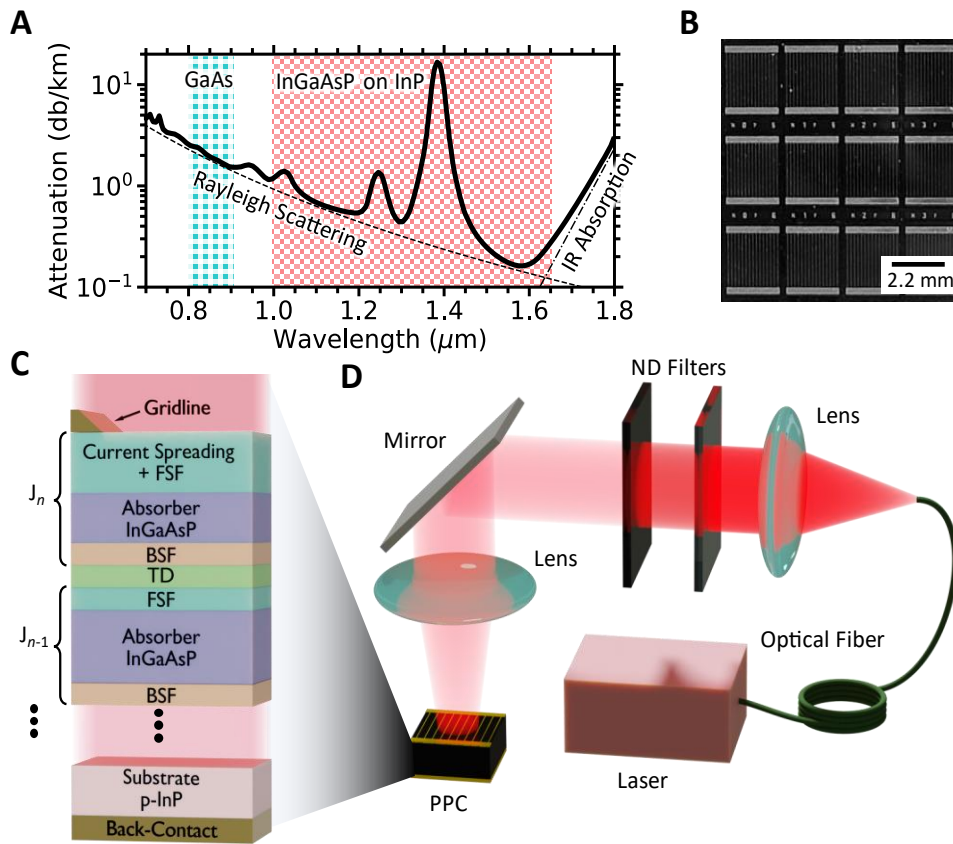 A
Attenuation (db/km)
10¹
10⁰
10⁻¹
GaAs
InGaAsP on InP
Rayleigh Scattering
IR Absorption
0.8
1.0
1.2
1.4
1.6
1.8
Wavelength (μm)
B
2.2 mm
C
Gridline
Jn
Current Spreading
+ FSF
Absorber
InGaAsP
BSF
TD
Jn-1
FSF
Absorber
InGaAsP
BSF
Substrate
p-InP
Back-Contact
D
ND Filters
Lens
Mirror
Lens
Optical Fiber
Laser
PPC